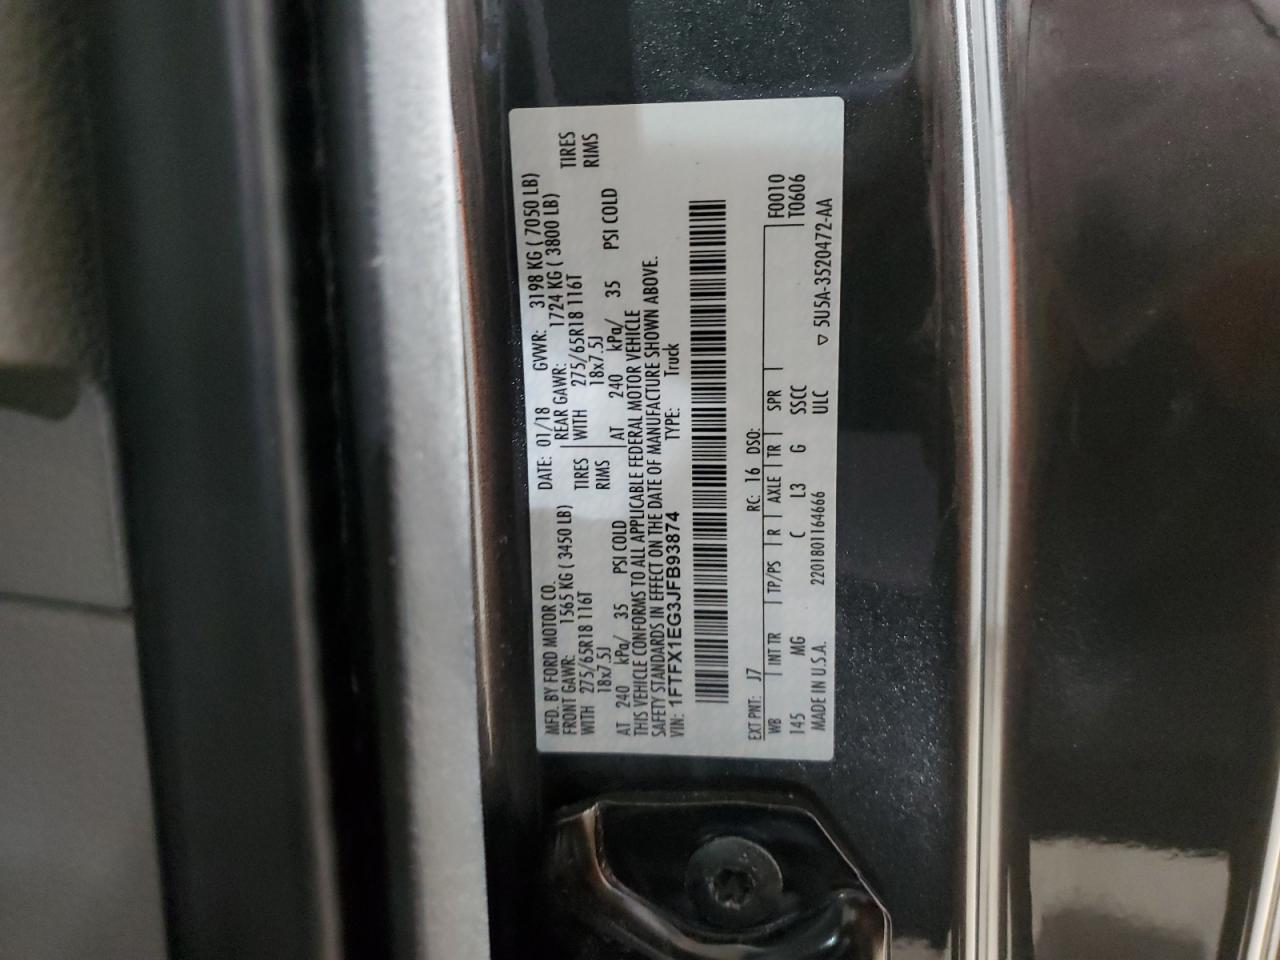 MFD. BY FORD MOTOR CO. DATE: 01/18 GVWR: 3198 KG ( 7050 LB)
FRONT GAWR: 1565 KG ( 3450 LB) REAR GAWR: 1724 KG ( 3800 LB)
WITH 275/65R18 116T TIRES WITH 275/65R18 116T TIRES
18x7.5J RIMS 18x7.5J RIMS
AT 240 kPa/ 35 PSI COLD AT 240 kPa/ 35 PSI COLD
THIS VEHICLE CONFORMS TO ALL APPLICABLE FEDERAL MOTOR VEHICLE
SAFETY STANDARDS IN EFFECT ON THE DATE OF MANUFACTURE SHOWN ABOVE.
VIN: 1FTFX1EG3JFB93874 TYPE: Truck
EXT PNT: J7 RC: 16 DSO:
WB INT TR TP/PS R AXLE TR SPR F0010
145 MG C L3 G SSCC T0606
MADE IN U.S.A. 2201801164666 ULC ▽ 5U5A-3520472-AA